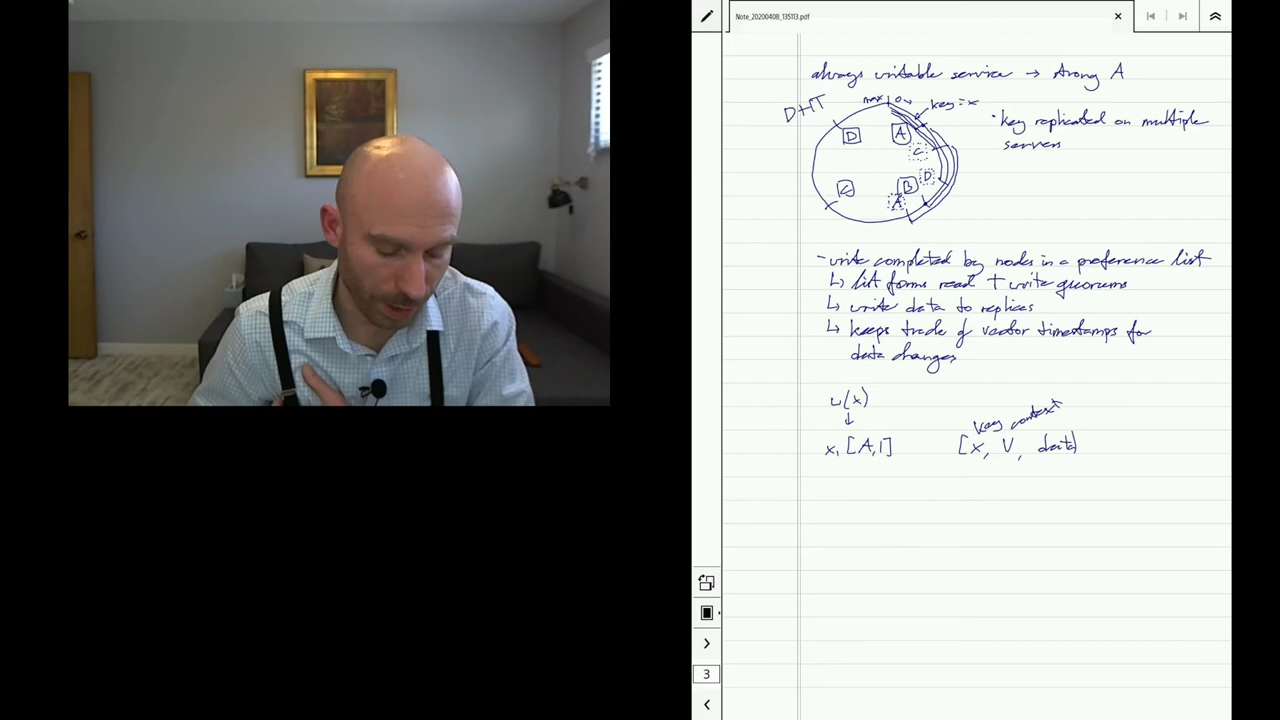 Note_20200408_135113.pdf
always writable service → strong A
DHT
max | 0
key = x
D
A
C
D
C
B
A
· key replicated on multiple
servers
- write completed by nodes in a preference list
↳ list forms read + write quorums
↳ write data to replicas
↳ keeps track of vector timestamps for
data changes
w(x)
↓
key context
x, [A,1]
[x, V, data]
3